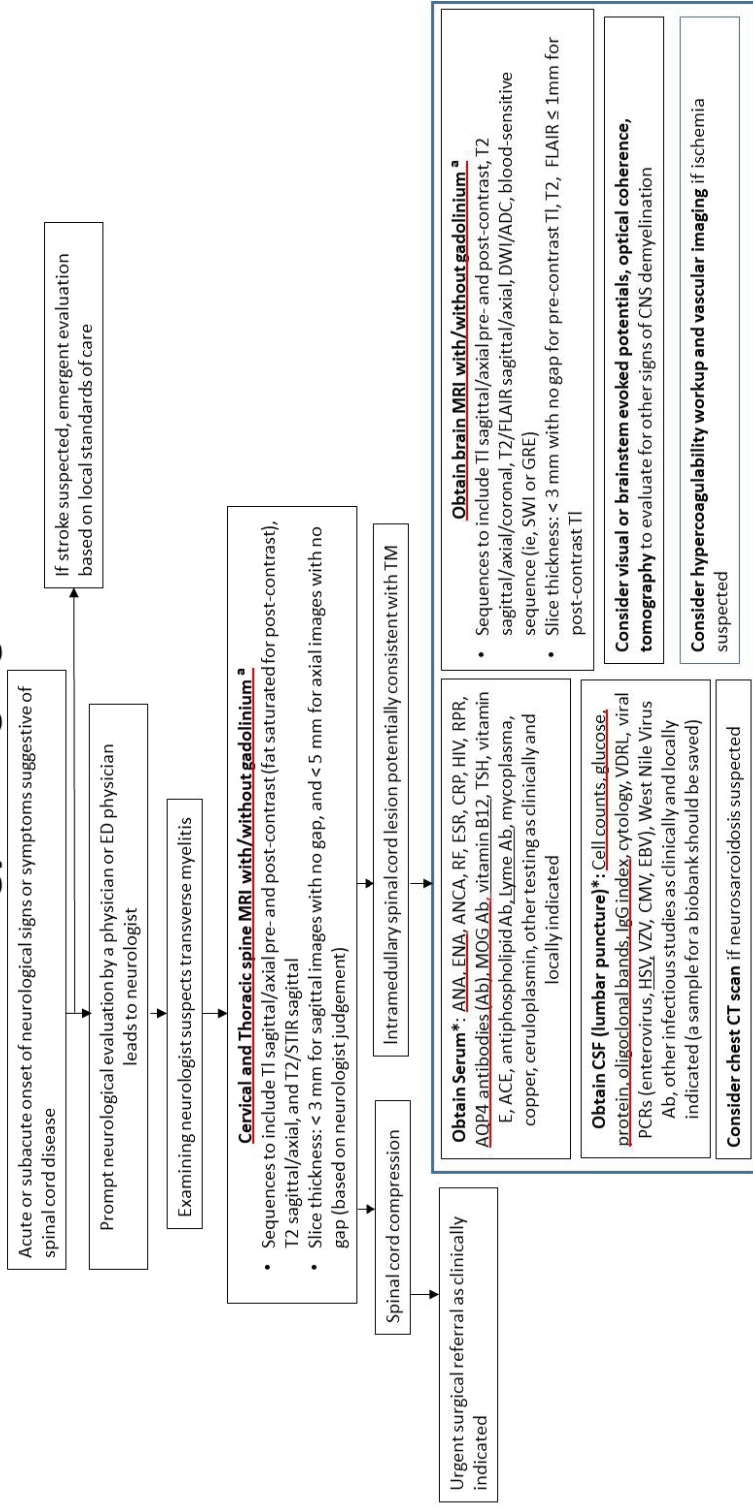 Acute or subacute onset of neurological signs or symptoms suggestive of
spinal cord disease
If stroke suspected, emergent evaluation
based on local standards of care
Prompt neurological evaluation by a physician or ED physician
leads to neurologist
Examining neurologist suspects transverse myelitis
Cervical and Thoracic spine MRI with/without gadolinium a
• Sequences to include Tl sagittal/axial pre- and post-contrast (fat saturated for post-contrast),
T2 sagittal/axial, and T2/STIR sagittal
• Slice thickness: < 3 mm for sagittal images with no gap, and < 5 mm for axial images with no
gap (based on neurologist judgement)
Spinal cord compression
Intramedullary spinal cord lesion potentially consistent with TM
Urgent surgical referral as clinically
indicated
Obtain Serum*: ANA, ENA, ANCA, RF, ESR, CRP, HIV, RPR,
AQP4 antibodies (Ab), MOG Ab, vitamin B12, TSH, vitamin
E, ACE, antiphospholipid Ab, Lyme Ab, mycoplasma,
copper, ceruloplasmin, other testing as clinically and
locally indicated
Obtain CSF (lumbar puncture)*: Cell counts, glucose,
protein, oligoclonal bands, IgG index, cytology, VDRL, viral
PCRs (enterovirus, HSV, VZV, CMV, EBV), West Nile Virus
Ab, other infectious studies as clinically and locally
indicated (a sample for a biobank should be saved)
Consider chest CT scan if neurosarcoidosis suspected
Obtain brain MRI with/without gadolinium a
• Sequences to include Tl sagittal/axial pre- and post-contrast, T2
sagittal/axial/coronal, T2/FLAIR sagittal/axial, DWI/ADC, blood-sensitive
sequence (ie, SWI or GRE)
• Slice thickness: < 3 mm with no gap for pre-contrast Tl, T2, FLAIR ≤ 1mm for
post-contrast Tl
Consider visual or brainstem evoked potentials, optical coherence,
tomography to evaluate for other signs of CNS demyelination
Consider hypercoagulability workup and vascular imaging if ischemia
suspected